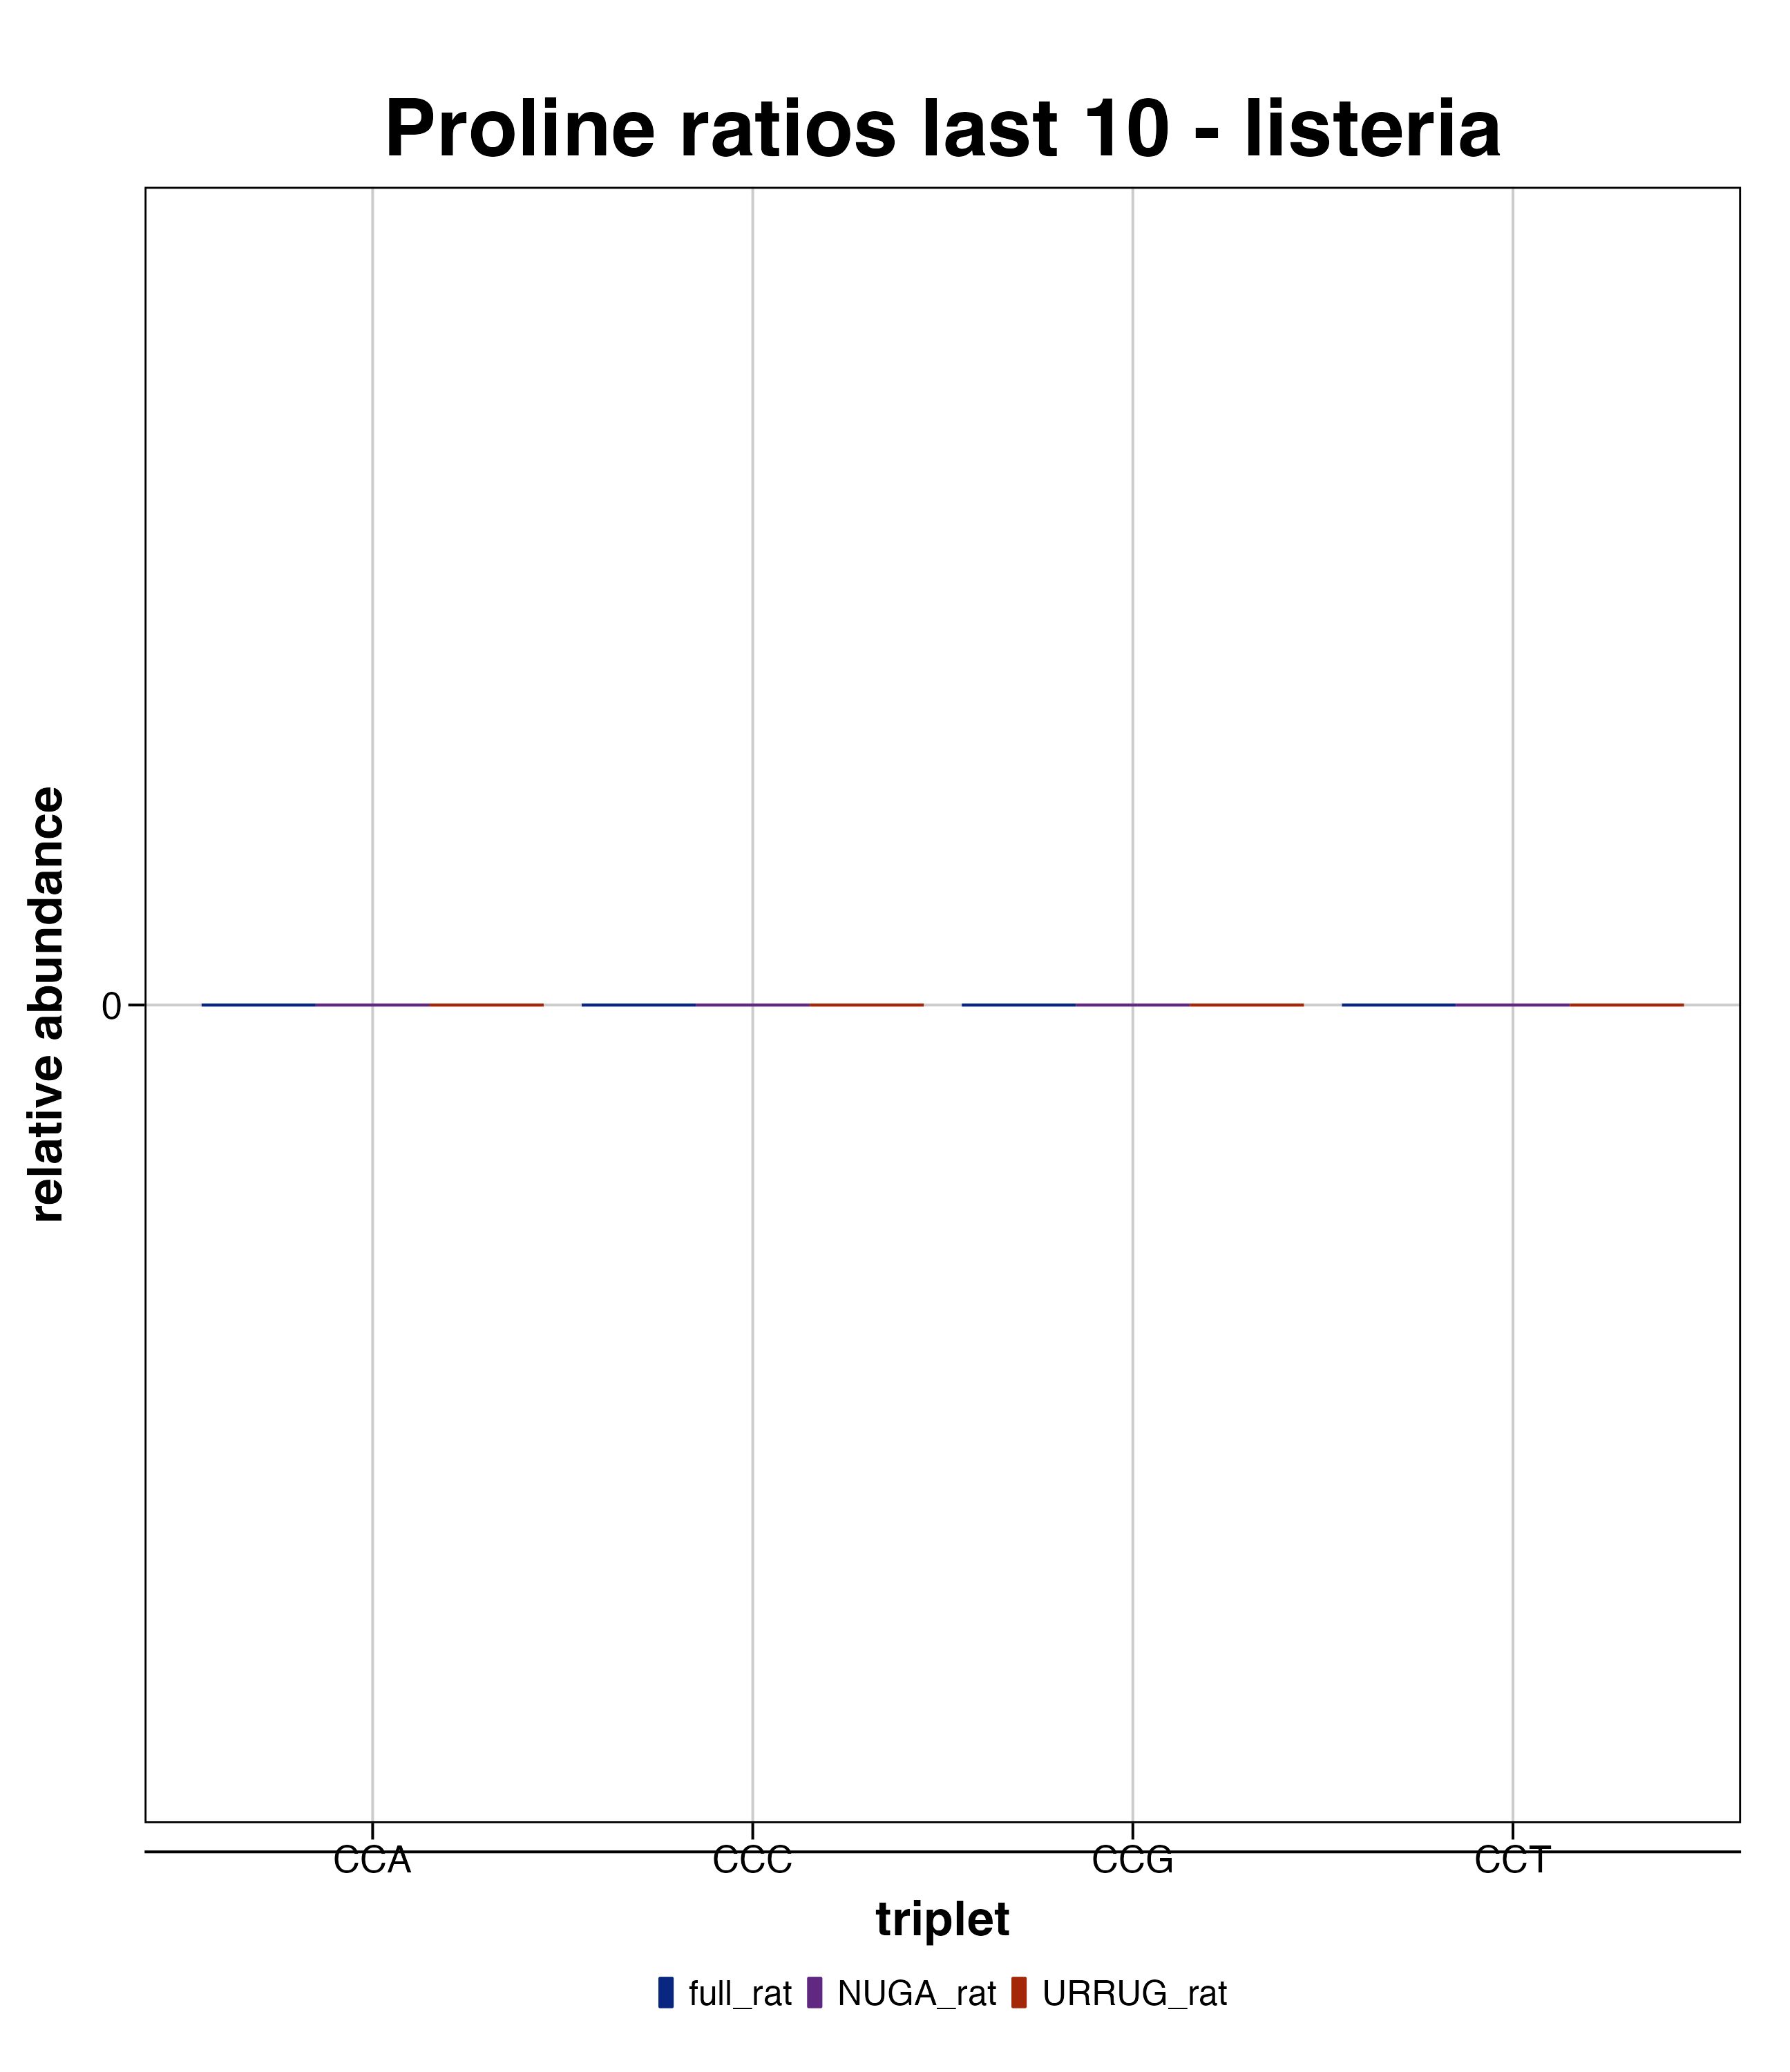 Proline ratios last 10 - listeria
relative abundance
0
CCA CCC CCG CCT
triplet
full_rat NUGA_rat URRUG_rat